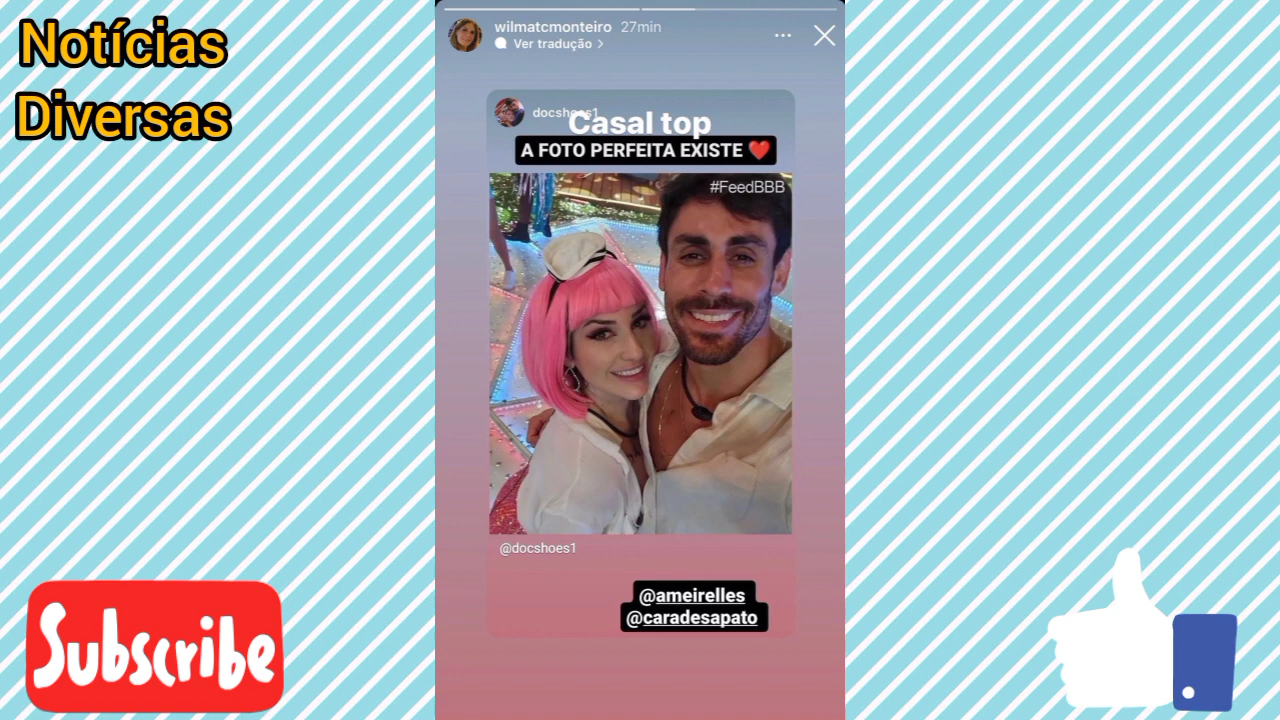 Notícias
Diversas
wilmatcmonteiro 27min
Ver tradução >
docshoes1
Casal top
A FOTO PERFEITA EXISTE ❤️
#FeedBBB
@docshoes1
@ameirelles
@caradesapato
Subscribe